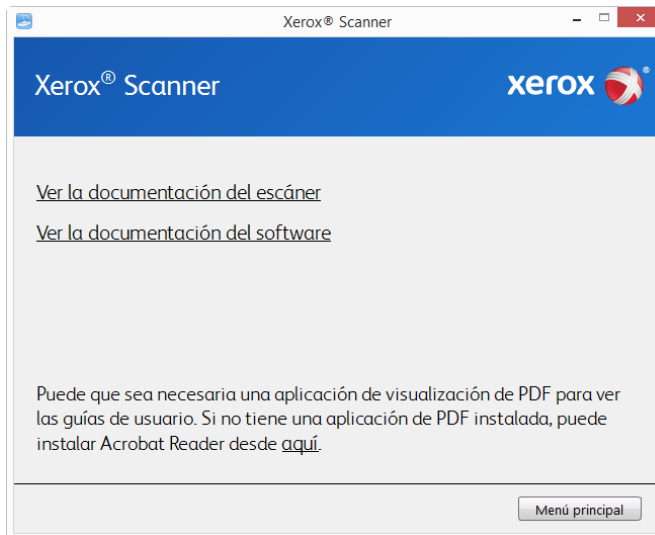 Xerox® Scanner
Xerox® Scanner
xerox®
Ver la documentación del escáner
Ver la documentación del software
Puede que sea necesaria una aplicación de visualización de PDF para ver
las guías de usuario. Si no tiene una aplicación de PDF instalada, puede
instalar Acrobat Reader desde aquí.
Menú principal